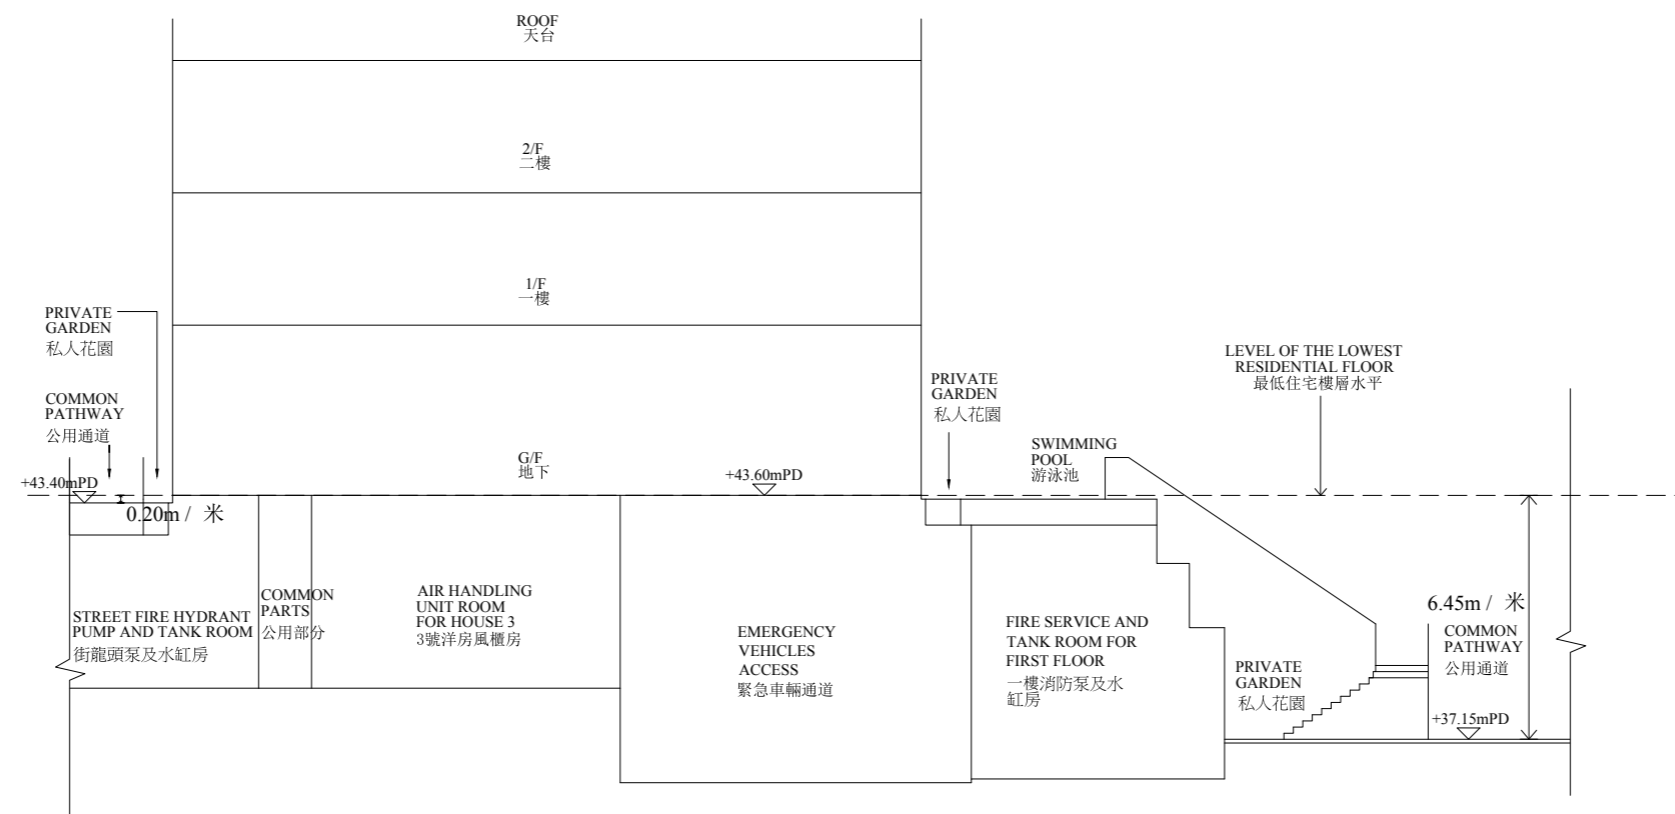 ROOF
天台
2/F
二樓
1/F
一樓
PRIVATE
GARDEN
私人花園
COMMON
PATHWAY
公用通道
+43.40mPD
0.20m / 米
G/F
地下
+43.60mPD
PRIVATE
GARDEN
私人花園
SWIMMING
POOL
游泳池
LEVEL OF THE LOWEST
RESIDENTIAL FLOOR
最低住宅樓層水平
STREET FIRE HYDRANT
PUMP AND TANK ROOM
街龍頭泵及水缸房
COMMON
PARTS
公用部分
AIR HANDLING
UNIT ROOM
FOR HOUSE 3
3號洋房風櫃房
EMERGENCY
VEHICLES
ACCESS
緊急車輛通道
FIRE SERVICE AND
TANK ROOM FOR
FIRST FLOOR
一樓消防泵及水
缸房
PRIVATE
GARDEN
私人花園
6.45m / 米
COMMON
PATHWAY
公用通道
+37.15mPD